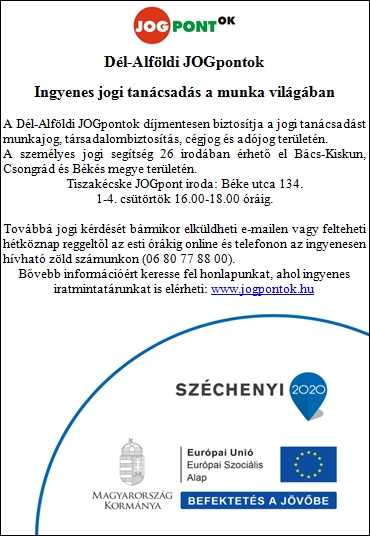 JOGPONTOK
Dél-Alföldi JOGpontok
Ingyenes jogi tanácsadás a munka világában
A Dél-Alföldi JOGpontok díjmentesen biztosítja a jogi tanácsadást
munkajog, társadalombiztosítás, cégjog és adójog területén.
A személyes jogi segítség 26 irodában érhető el Bács-Kiskun,
Csongrád és Békés megye területén.
Tiszakécske JOGpont iroda: Béke utca 134.
1-4. csütörtök 16.00-18.00 óráig.
Továbbá jogi kérdését bármikor elküldheti e-mailen vagy felteheti
hétköznap reggeltől az esti órákig online és telefonon az ingyenesen
hívható zöld számunkon (06 80 77 88 00).
Bővebb információért keresse fel honlapunkat, ahol ingyenes
iratmintatárunkat is elérheti: www.jogpontok.hu
SZÉCHENYI 2020
Európai Unió
Európai Szociális
Alap
MAGYARORSZÁG
KORMÁNYA
BEFEKTETÉS A JÖVŐBE